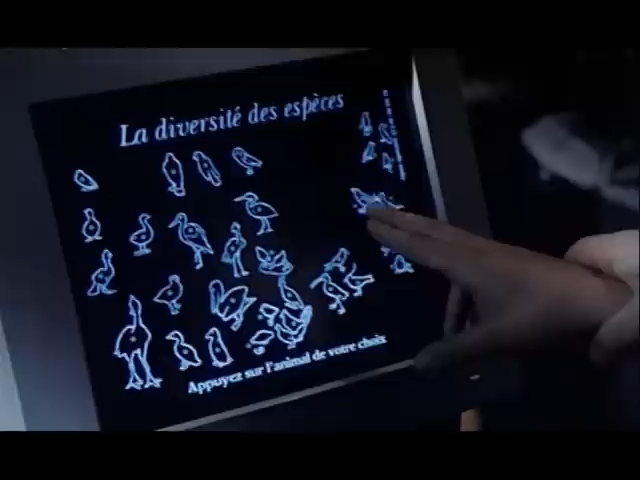 La diversité des espèces
Appuyez sur l'animal de votre choix